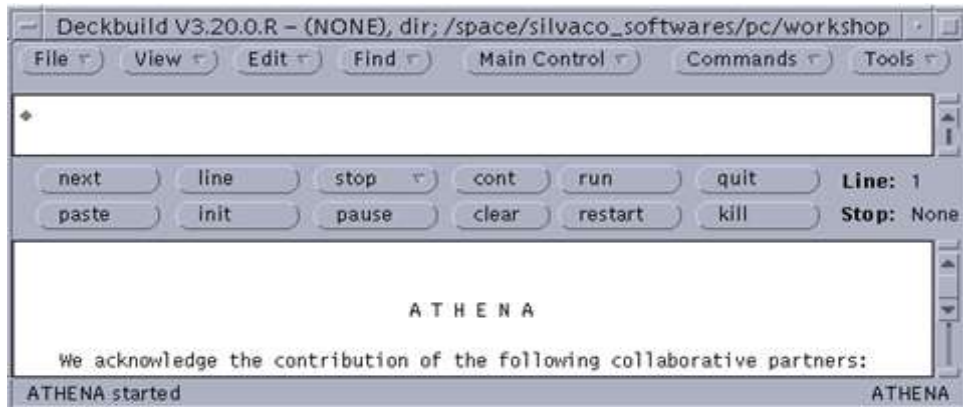 Deckbuild V3.20.0.R – (NONE), dir; /space/silvaco_softwares/pc/workshop
File View Edit Find Main Control Commands Tools
next line stop cont run quit Line: 1
paste init pause clear restart kill Stop: None
A T H E N A
We acknowledge the contribution of the following collaborative partners:
ATHENA started ATHENA